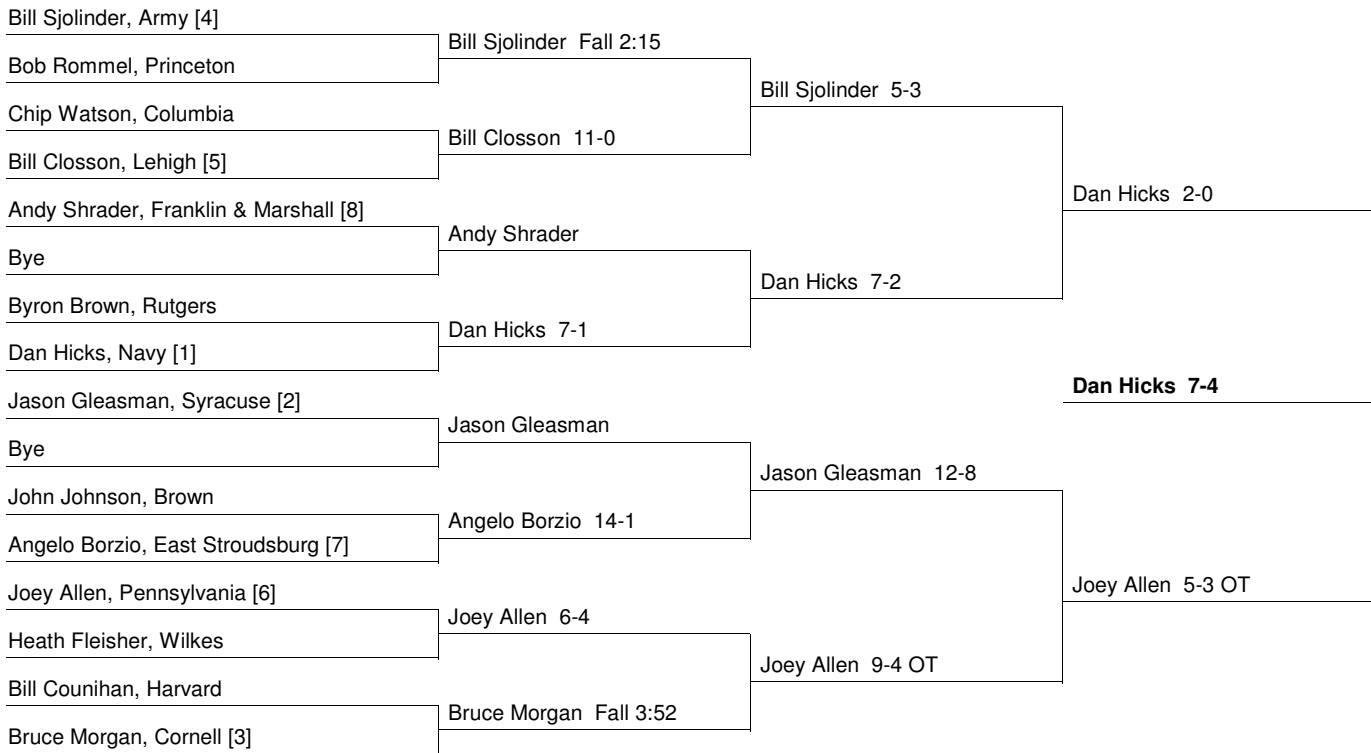 Bill Sjolinder, Army [4]
Bob Rommel, Princeton
Chip Watson, Columbia
Bill Closson, Lehigh [5]
Andy Shrader, Franklin & Marshall [8]
Bye
Byron Brown, Rutgers
Dan Hicks, Navy [1]
Jason Gleasman, Syracuse [2]
Bye
John Johnson, Brown
Angelo Borzio, East Stroudsburg [7]
Joey Allen, Pennsylvania [6]
Heath Fleisher, Wilkes
Bill Counihan, Harvard
Bruce Morgan, Cornell [3]
Bill Sjolinder Fall 2:15
Bill Closson 11-0
Andy Shrader
Dan Hicks 7-1
Jason Gleasman
Angelo Borzio 14-1
Joey Allen 6-4
Bruce Morgan Fall 3:52
Bill Sjolinder 5-3
Dan Hicks 7-2
Jason Gleasman 12-8
Joey Allen 9-4 OT
Dan Hicks 2-0
Dan Hicks 7-4
Joey Allen 5-3 OT